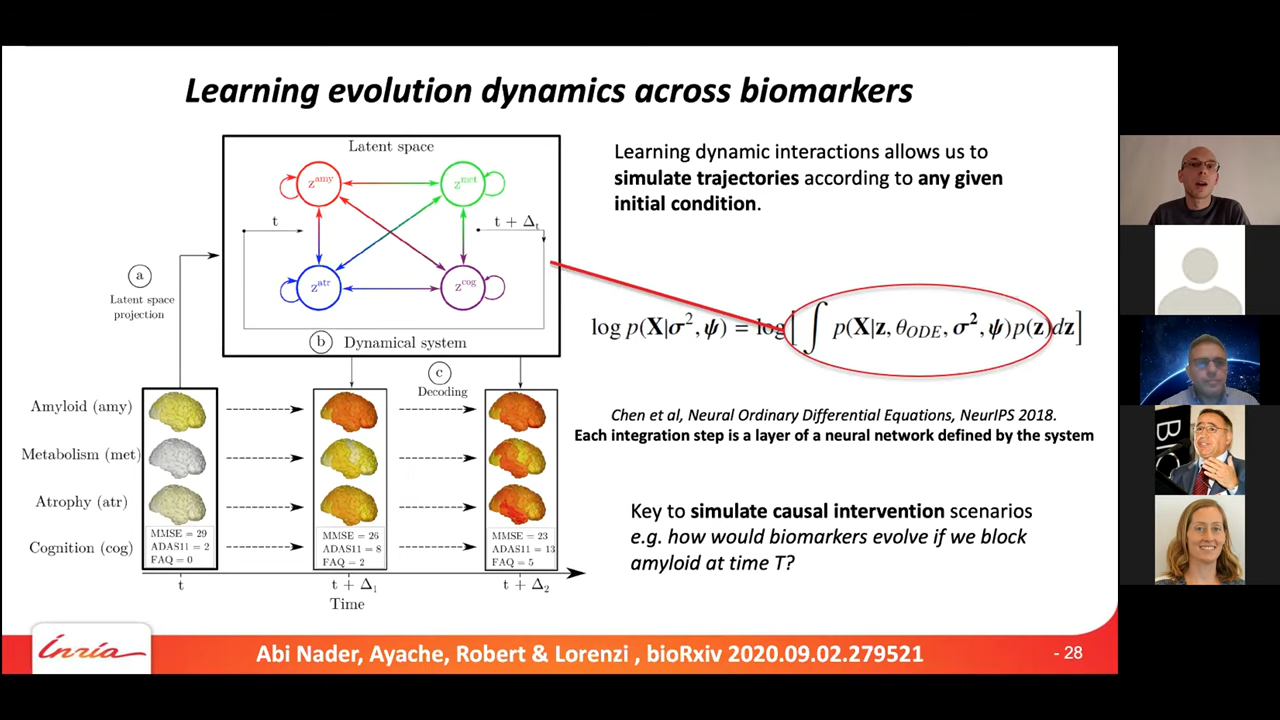 Learning evolution dynamics across biomarkers
Latent space
z^amy
z^met
t
t + Δ_t
z^atr
z^cog
a
Latent space
projection
b Dynamical system
c
Decoding
Amyloid (amy)
Metabolism (met)
Atrophy (atr)
Cognition (cog)
MMSE = 29
ADAS11 = 2
FAQ = 0
MMSE = 26
ADAS11 = 8
FAQ = 2
MMSE = 23
ADAS11 = 13
FAQ = 5
t
t + Δ₁
t + Δ₂
Time
Learning dynamic interactions allows us to
simulate trajectories according to any given
initial condition.
log p(X|σ², ψ) = log[ ∫ p(X|z, θ_ODE, σ², ψ)p(z)dz ]
Chen et al, Neural Ordinary Differential Equations, NeurIPS 2018.
Each integration step is a layer of a neural network defined by the system
Key to simulate causal intervention scenarios
e.g. how would biomarkers evolve if we block
amyloid at time T?
Inria
Abi Nader, Ayache, Robert & Lorenzi , bioRxiv 2020.09.02.279521
- 28